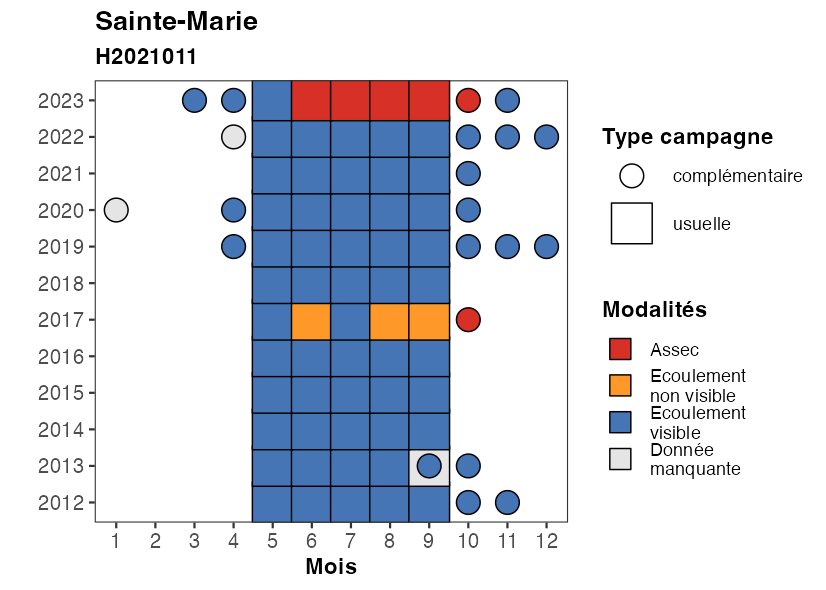 Sainte-Marie
H2021011
2023
2022
2021
2020
2019
2018
2017
2016
2015
2014
2013
2012
1 2 3 4 5 6 7 8 9 10 11 12
Mois
Type campagne
complémentaire
usuelle
Modalités
Assec
Ecoulement
non visible
Ecoulement
visible
Donnée
manquante